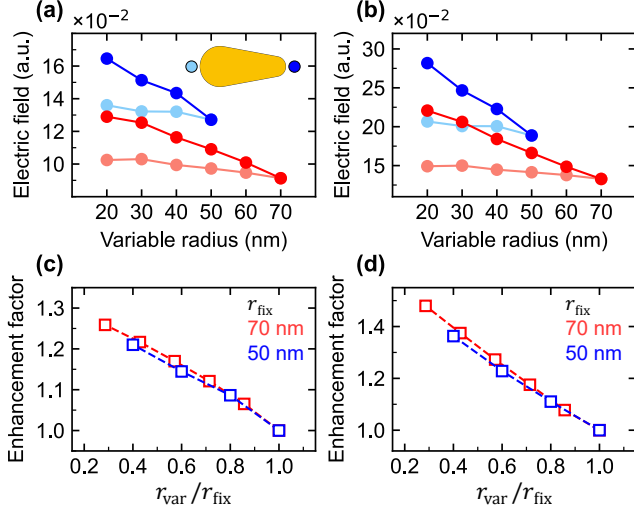 (a)
×10⁻²
Electric field (a.u.)
16
14
12
10
20 30 40 50 60 70
Variable radius (nm)
(b)
×10⁻²
Electric field (a.u.)
30
25
20
15
20 30 40 50 60 70
Variable radius (nm)
(c)
Enhancement factor
1.3
1.2
1.1
1.0
r_fix
70 nm
50 nm
0.2 0.4 0.6 0.8 1.0
r_var/r_fix
(d)
Enhancement factor
1.4
1.2
1.0
r_fix
70 nm
50 nm
0.2 0.4 0.6 0.8 1.0
r_var/r_fix